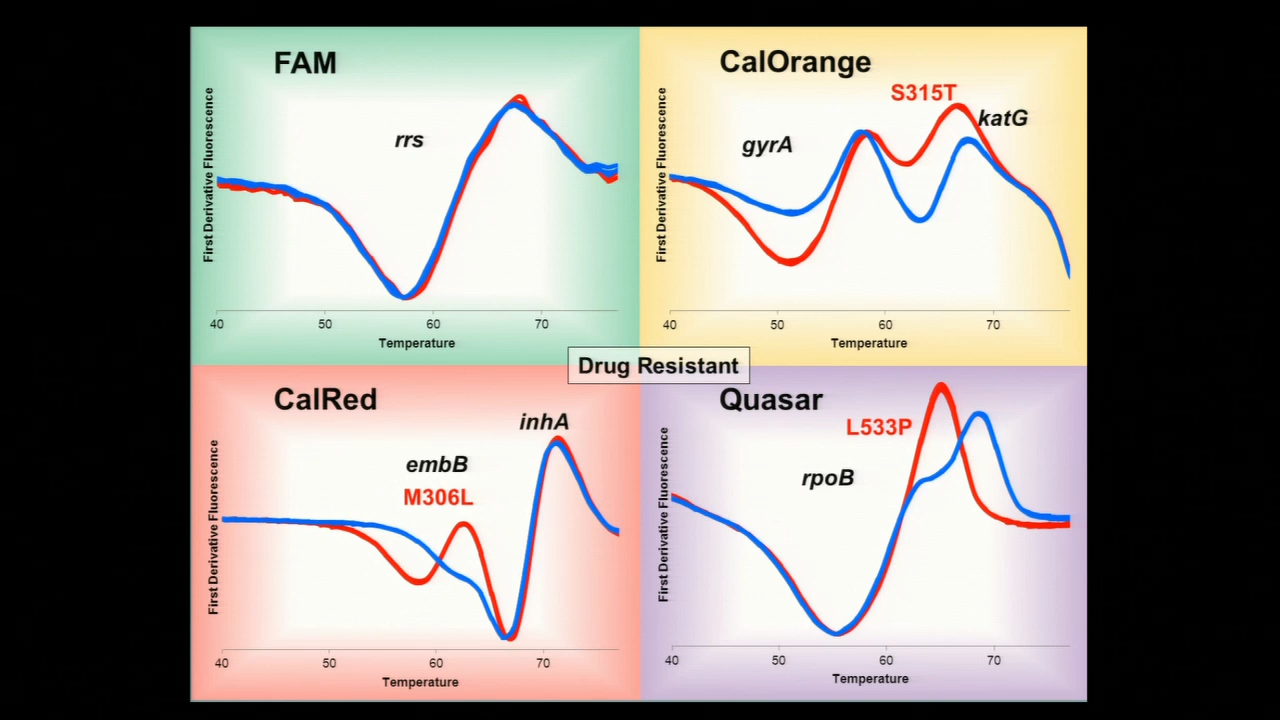 FAM
rrs
First Derivative Fluorescence
40 50 60 70
Temperature
CalOrange
S315T
katG
gyrA
First Derivative Fluorescence
40 50 60 70
Temperature
Drug Resistant
CalRed
inhA
embB
M306L
First Derivative Fluorescence
40 50 60 70
Temperature
Quasar
L533P
rpoB
First Derivative Fluorescence
40 50 60 70
Temperature